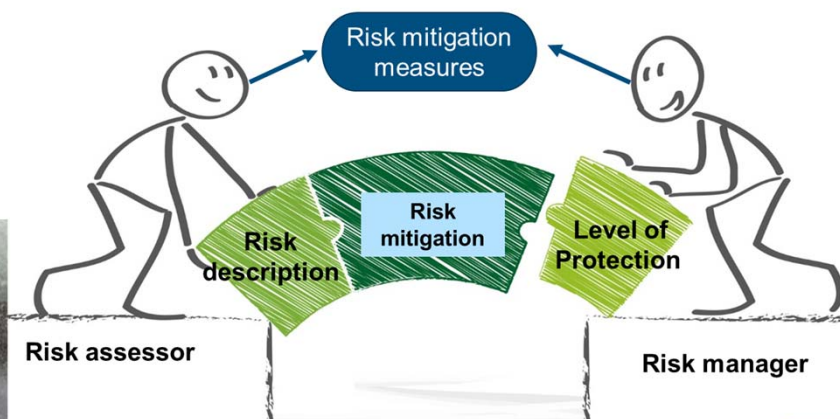 Risk mitigation
measures
Risk
description
Risk
mitigation
Level of
Protection
Risk assessor
Risk manager